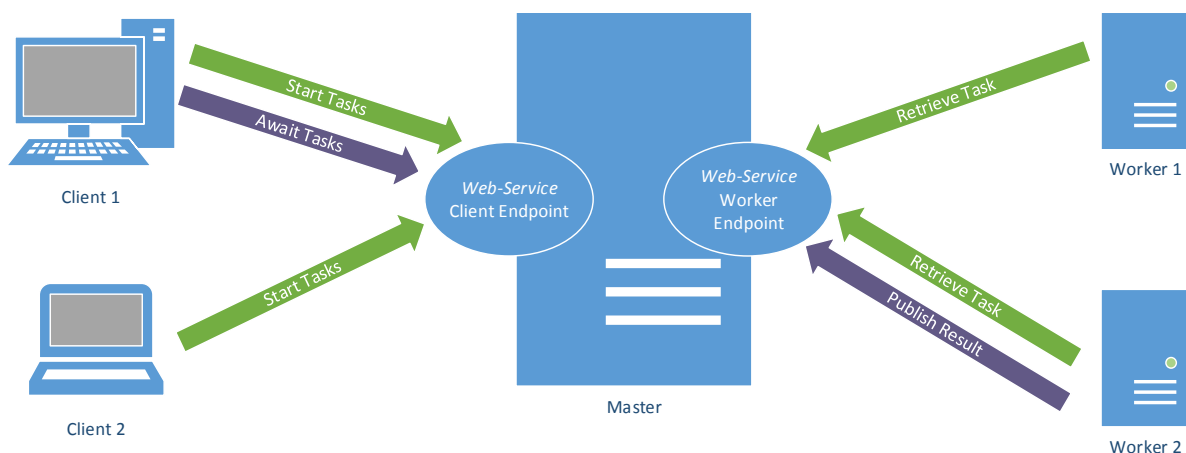 Start Tasks
Await Tasks
Client 1
Start Tasks
Client 2
Web-Service
Client Endpoint
Web-Service
Worker
Endpoint
Master
Retrieve Task
Worker 1
Retrieve Task
Publish Result
Worker 2